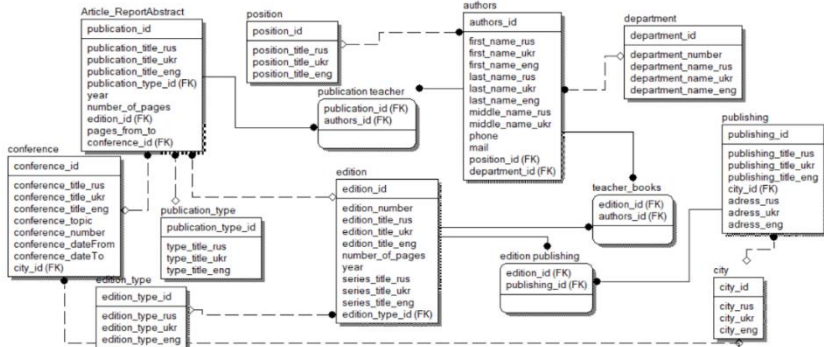 Article_ReportAbstract
publication_id
publication_title_rus
publication_title_ukr
publication_title_eng
publication_type_id (FK)
year
number_of_pages
edition_id (FK)
pages_from_to
conference_id (FK)
position
position_id
position_title_rus
position_title_ukr
position_title_eng
authors
authors_id
first_name_rus
first_name_ukr
first_name_eng
last_name_rus
last_name_ukr
last_name_eng
middle_name_rus
middle_name_ukr
phone
mail
position_id (FK)
department_id (FK)
department
department_id
department_number
department_name_rus
department_name_ukr
department_name_eng
publication teacher
publication_id (FK)
authors_id (FK)
publishing
publishing_id
publishing_title_rus
publishing_title_ukr
publishing_title_eng
city_id (FK)
adress_rus
adress_ukr
adress_eng
conference
conference_id
conference_title_rus
conference_title_ukr
conference_title_eng
conference_topic
conference_number
conference_dateFrom
conference_dateTo
city_id (FK)
publication_type
publication_type_id
type_title_rus
type_title_ukr
type_title_eng
edition
edition_id
edition_number
edition_title_rus
edition_title_ukr
edition_title_eng
number_of_pages
year
series_title_rus
series_title_ukr
series_title_eng
edition_type_id (FK)
teacher_books
edition_id (FK)
authors_id (FK)
edition publishing
edition_id (FK)
publishing_id (FK)
edition_type
edition_type_id
edition_type_rus
edition_type_ukr
edition_type_eng
city
city_id
city_rus
city_ukr
city_eng